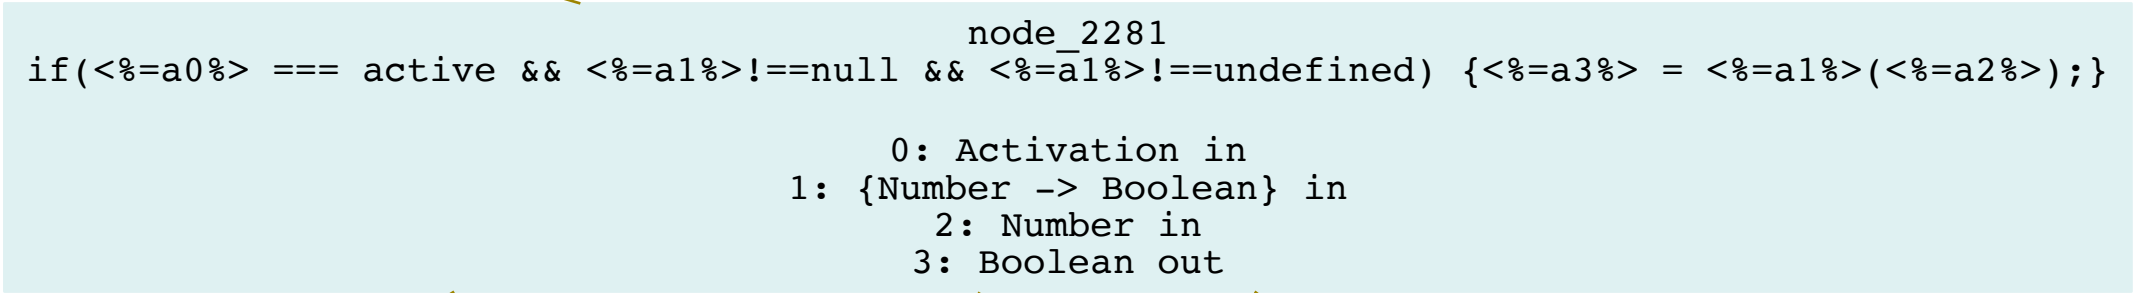 node_2281
if(<%=a0%> === active && <%=a1%>!==null && <%=a1%>!==undefined) {<%=a3%> = <%=a1%>(<%=a2%>);}
0: Activation in
1: {Number -> Boolean} in
2: Number in
3: Boolean out